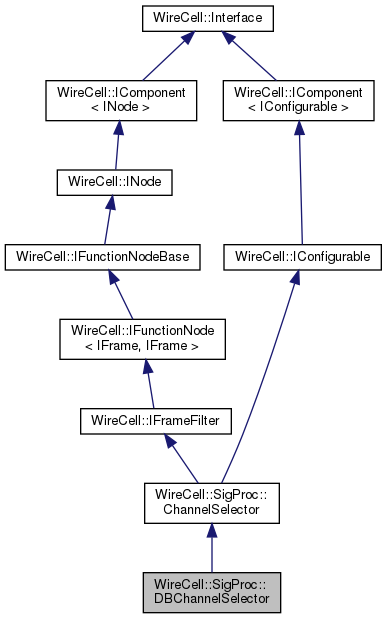 WireCell::Interface
WireCell::IComponent
< INode >
WireCell::IComponent
< IConfigurable >
WireCell::INode
WireCell::IFunctionNodeBase
WireCell::IConfigurable
WireCell::IFunctionNode
< IFrame, IFrame >
WireCell::IFrameFilter
WireCell::SigProc::
ChannelSelector
WireCell::SigProc::
DBChannelSelector